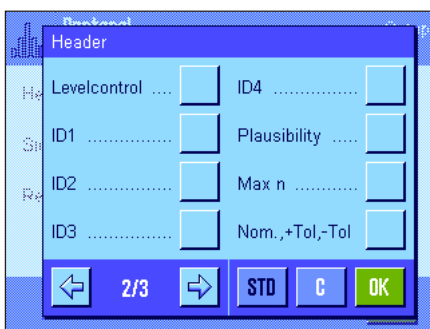 Header
Levelcontrol ....
ID1 ...............
ID2 ...............
ID3 ...............
ID4 ...............
Plausibility .....
Max n ...........
Nom.,+Tol,-Tol
2/3
STD
C
OK